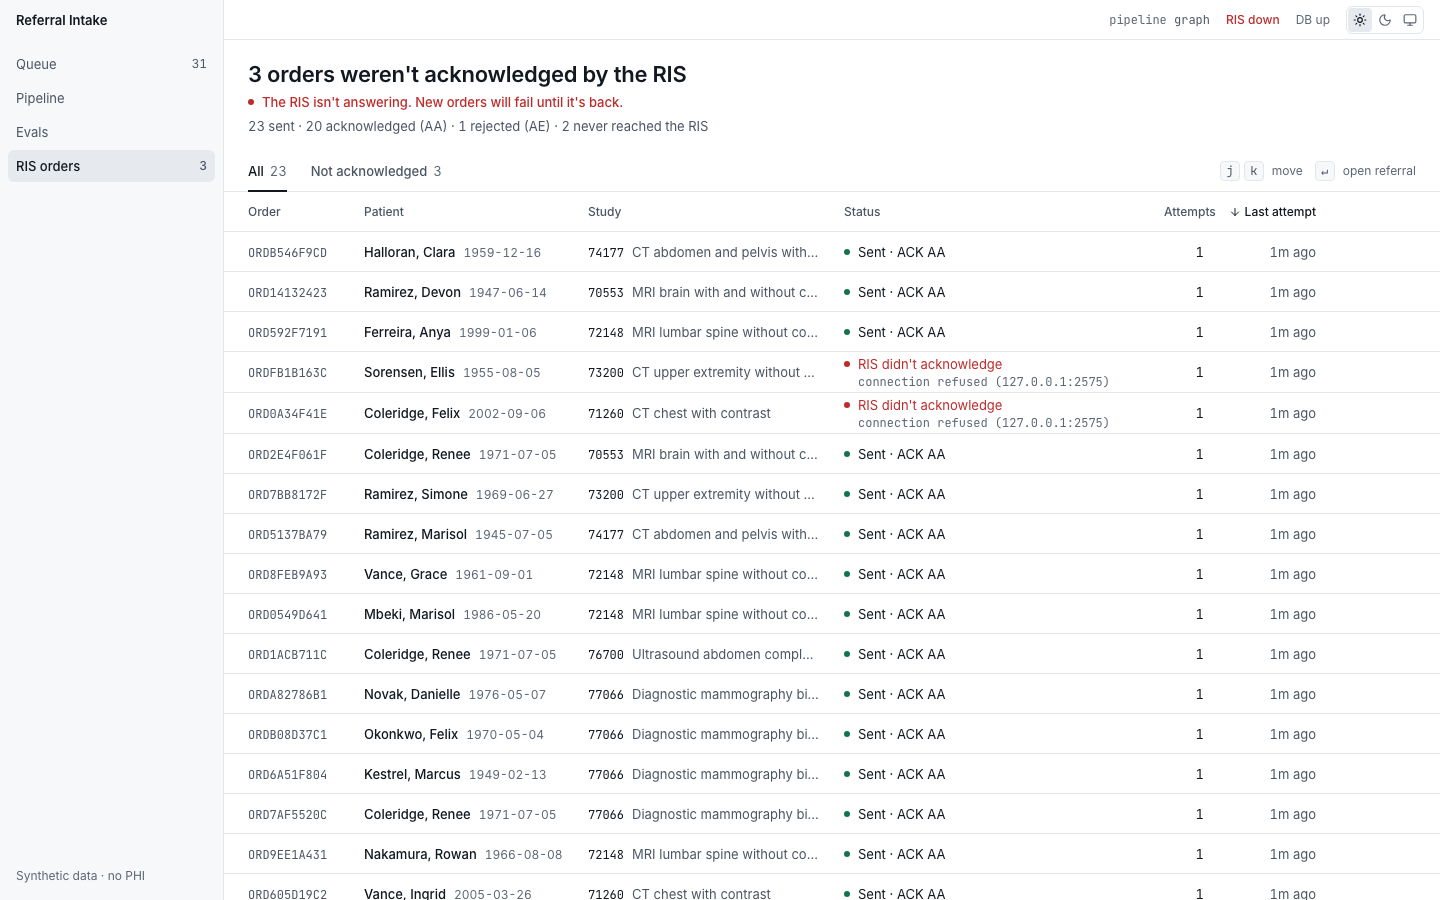 Referral Intake
Queue 31
Pipeline
Evals
RIS orders 3
Synthetic data · no PHI
pipeline graph RIS down DB up
3 orders weren't acknowledged by the RIS
The RIS isn't answering. New orders will fail until it's back.
23 sent · 20 acknowledged (AA) · 1 rejected (AE) · 2 never reached the RIS
All 23 Not acknowledged 3 j k move ↵ open referral
Order Patient Study Status Attempts ↓ Last attempt
ORDB546F9CD Halloran, Clara 1959-12-16 74177 CT abdomen and pelvis with... Sent · ACK AA 1 1m ago
ORD14132423 Ramirez, Devon 1947-06-14 70553 MRI brain with and without c... Sent · ACK AA 1 1m ago
ORD592F7191 Ferreira, Anya 1999-01-06 72148 MRI lumbar spine without co... Sent · ACK AA 1 1m ago
ORDFB1B163C Sorensen, Ellis 1955-08-05 73200 CT upper extremity without ... RIS didn't acknowledge 1 1m ago
connection refused (127.0.0.1:2575)
ORD0A34F41E Coleridge, Felix 2002-09-06 71260 CT chest with contrast RIS didn't acknowledge 1 1m ago
connection refused (127.0.0.1:2575)
ORD2E4F061F Coleridge, Renee 1971-07-05 70553 MRI brain with and without c... Sent · ACK AA 1 1m ago
ORD7BB8172F Ramirez, Simone 1969-06-27 73200 CT upper extremity without ... Sent · ACK AA 1 1m ago
ORD5137BA79 Ramirez, Marisol 1945-07-05 74177 CT abdomen and pelvis with... Sent · ACK AA 1 1m ago
ORD8FEB9A93 Vance, Grace 1961-09-01 72148 MRI lumbar spine without co... Sent · ACK AA 1 1m ago
ORD0549D641 Mbeki, Marisol 1986-05-20 72148 MRI lumbar spine without co... Sent · ACK AA 1 1m ago
ORD1ACB711C Coleridge, Renee 1971-07-05 76700 Ultrasound abdomen compl... Sent · ACK AA 1 1m ago
ORDA82786B1 Novak, Danielle 1976-05-07 77066 Diagnostic mammography bi... Sent · ACK AA 1 1m ago
ORDB08D37C1 Okonkwo, Felix 1970-05-04 77066 Diagnostic mammography bi... Sent · ACK AA 1 1m ago
ORD6A51F804 Kestrel, Marcus 1949-02-13 77066 Diagnostic mammography bi... Sent · ACK AA 1 1m ago
ORD7AF5520C Coleridge, Renee 1971-07-05 77066 Diagnostic mammography bi... Sent · ACK AA 1 1m ago
ORD9EE1A431 Nakamura, Rowan 1966-08-08 72148 MRI lumbar spine without co... Sent · ACK AA 1 1m ago
ORD605D19C2 Vance, Ingrid 2005-03-26 71260 CT chest with contrast Sent · ACK AA 1 1m ago